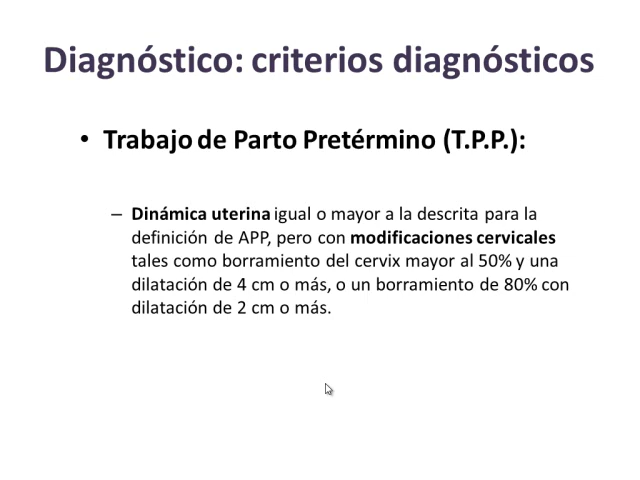 Diagnóstico: criterios diagnósticos
• Trabajo de Parto Pretérmino (T.P.P.):
– Dinámica uterina igual o mayor a la descrita para la
definición de APP, pero con modificaciones cervicales
tales como borramiento del cervix mayor al 50% y una
dilatación de 4 cm o más, o un borramiento de 80% con
dilatación de 2 cm o más.